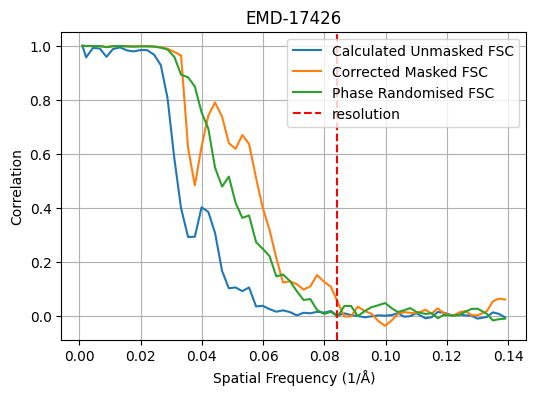 EMD-17426
1.0
0.8
0.6
0.4
0.2
0.0
Correlation
Calculated Unmasked FSC
Corrected Masked FSC
Phase Randomised FSC
resolution
0.00 0.02 0.04 0.06 0.08 0.10 0.12 0.14
Spatial Frequency (1/Å)